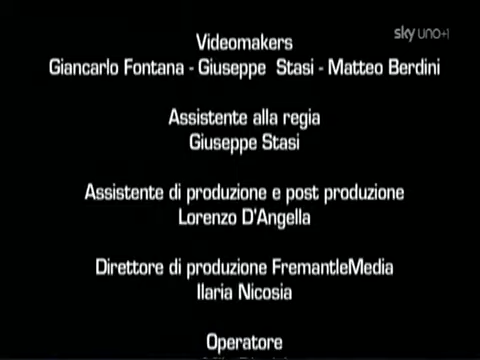 sky uno+1
Videomakers
Giancarlo Fontana - Giuseppe Stasi - Matteo Berdini
Assistente alla regia
Giuseppe Stasi
Assistente di produzione e post produzione
Lorenzo D'Angella
Direttore di produzione FremantleMedia
Ilaria Nicosia
Operatore